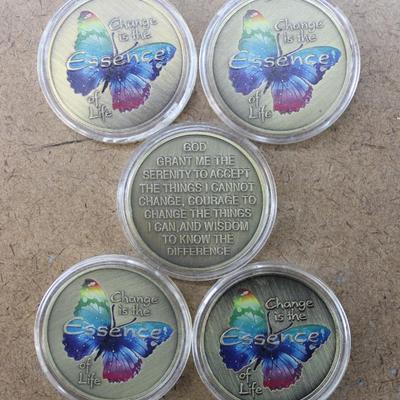 Change
is the
Essence
of
Life
Change
is the
Essence
of
Life
GOD
GRANT ME THE
SERENITY TO ACCEPT
THE THINGS I CANNOT
CHANGE, COURAGE TO
CHANGE THE THINGS
I CAN, AND WISDOM
TO KNOW THE
DIFFERENCE
Change
is the
Essence
of
Life
Change
is the
Essence
of
Life